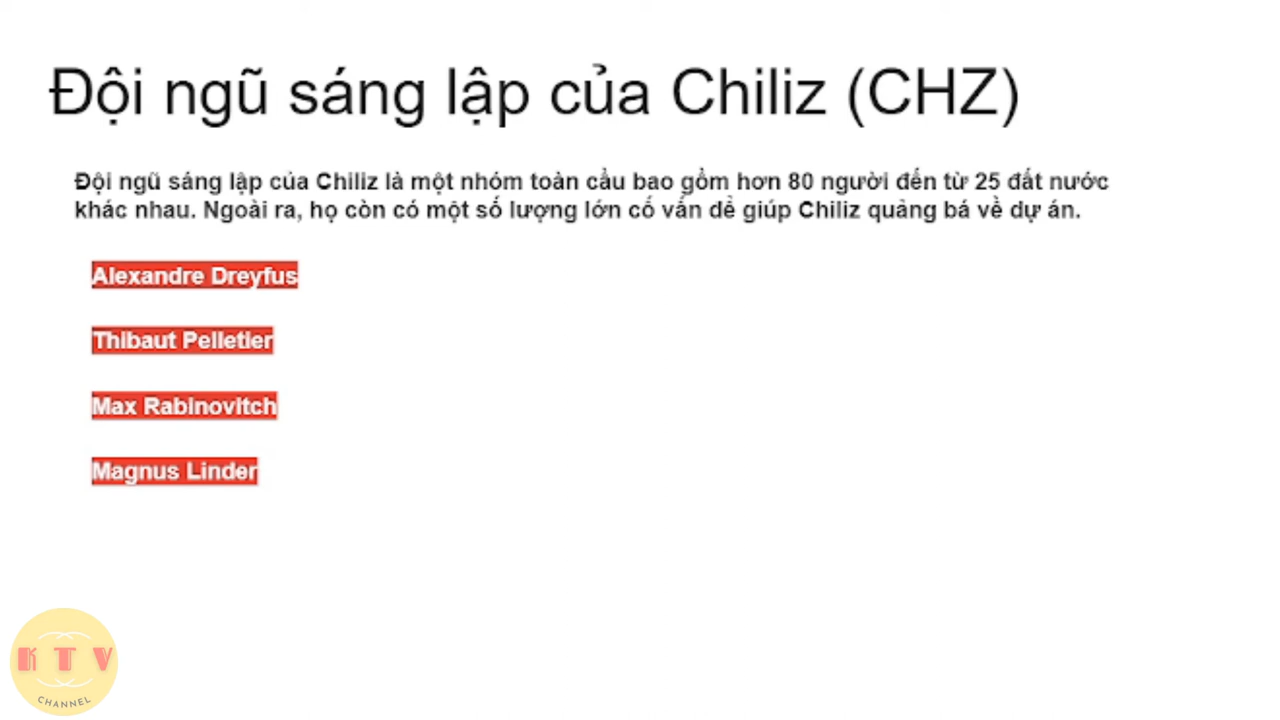 Đội ngũ sáng lập của Chiliz (CHZ)
Đội ngũ sáng lập của Chiliz là một nhóm toàn cầu bao gồm hơn 80 người đến từ 25 đất nước
khác nhau. Ngoài ra, họ còn có một số lượng lớn cố vấn để giúp Chiliz quảng bá về dự án.
Alexandre Dreyfus
Thibaut Pelletier
Max Rabinovitch
Magnus Linder
KTV
CHANNEL